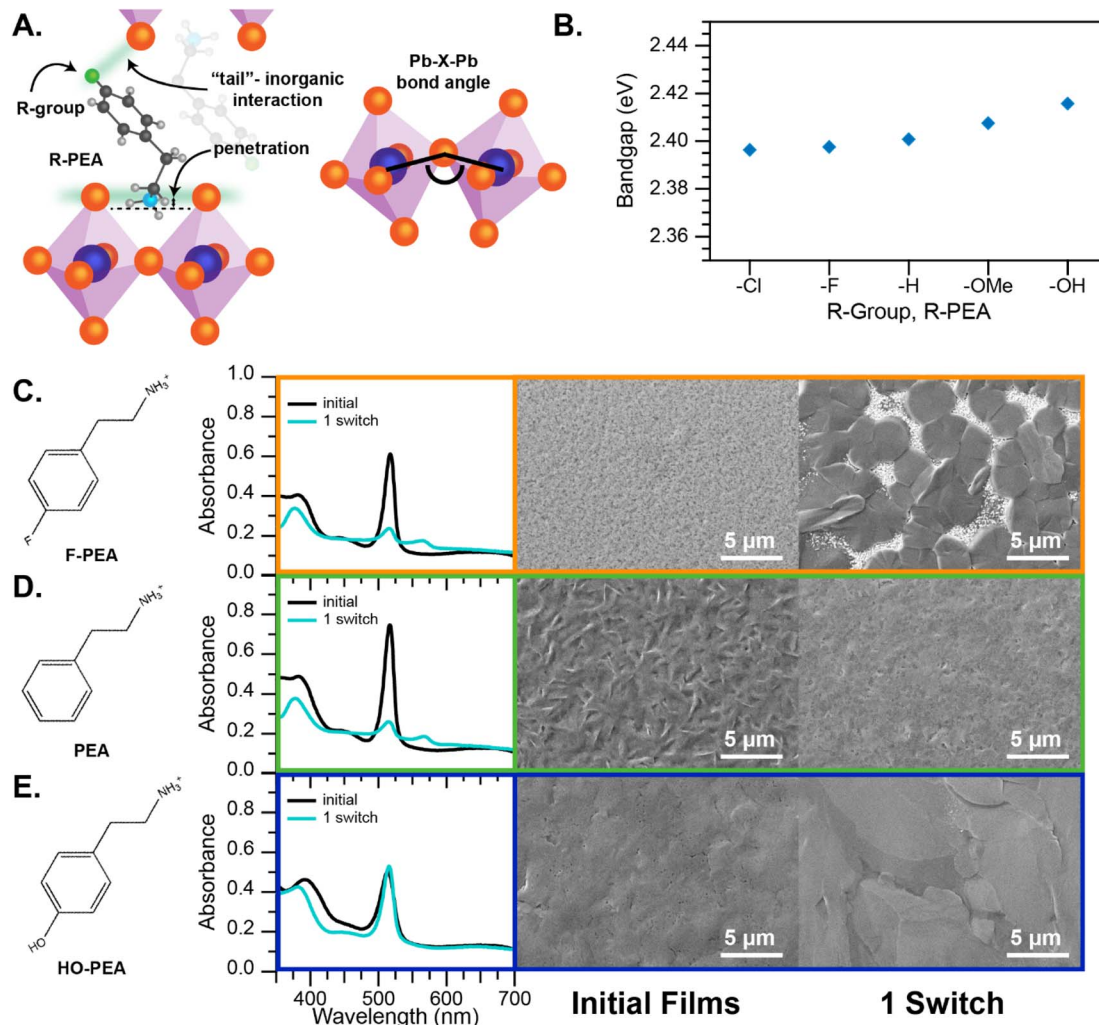 A.
R-group
R-PEA
“tail”- inorganic
interaction
penetration
Pb-X-Pb
bond angle
B.
Bandgap (eV)
2.44
2.42
2.40
2.38
2.36
-Cl
-F
-H
-OMe
-OH
R-Group, R-PEA
C.
NH₃⁺
F
F-PEA
Absorbance
1.0
0.8
0.6
0.4
0.2
0.0
initial
1 switch
5 µm
5 µm
D.
NH₃⁺
PEA
Absorbance
0.8
0.6
0.4
0.2
0.0
initial
1 switch
5 µm
5 µm
E.
NH₃⁺
HO
HO-PEA
Absorbance
0.8
0.6
0.4
0.2
0.0
initial
1 switch
5 µm
5 µm
400
500
600
700
Wavelength (nm)
Initial Films
1 Switch